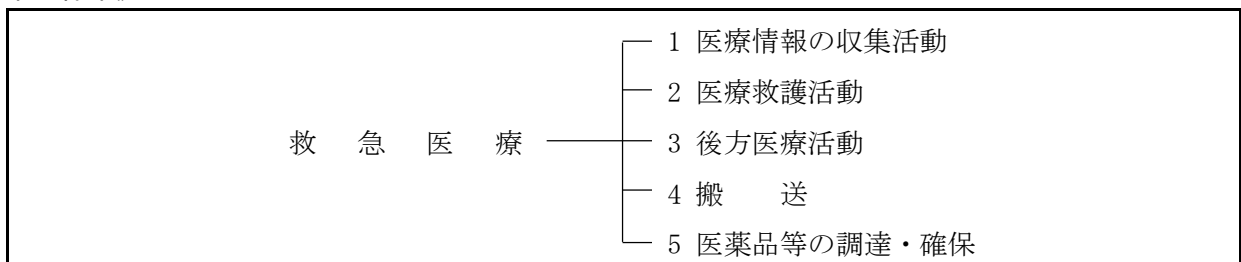 1 医療情報の収集活動
2 医療救護活動
救急医療
3 後方医療活動
4 搬送
5 医薬品等の調達・確保